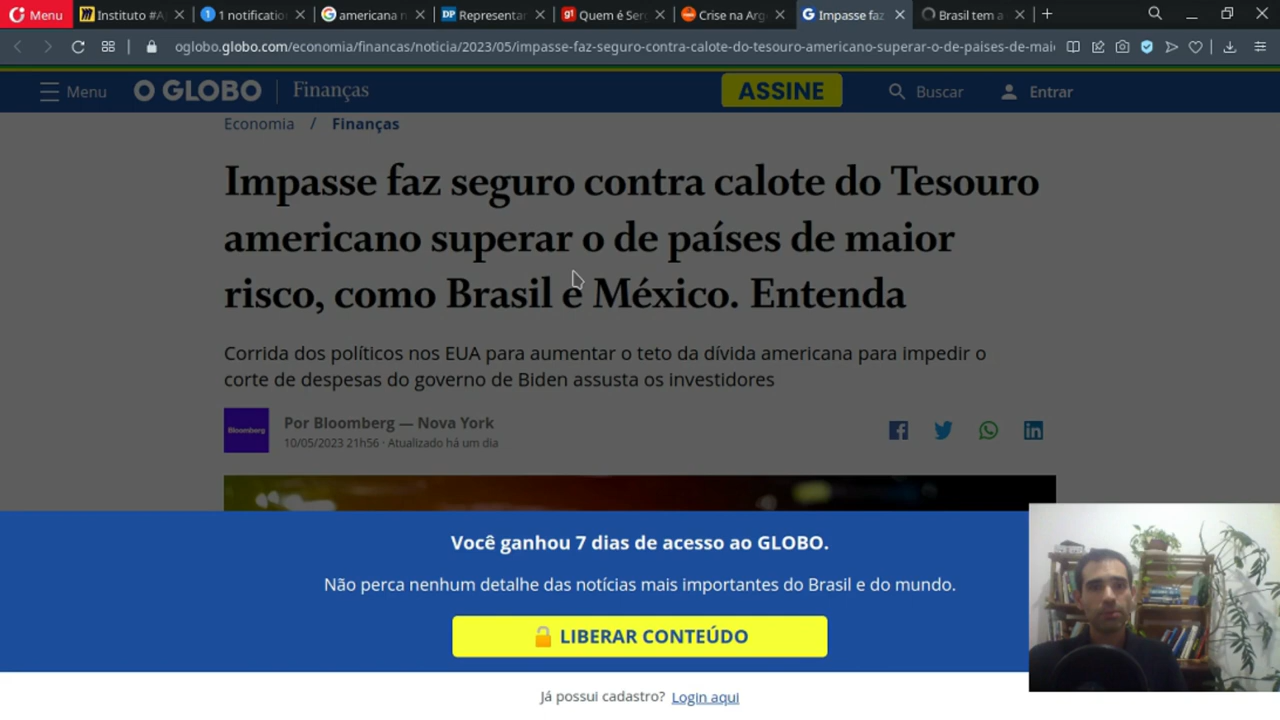 Menu
Instituto #A
1 notificatio
americana n
Representar
Quem é Ser
Crise na Arg
Impasse faz
Brasil tem a
oglobo.globo.com/economia/financas/noticia/2023/05/impasse-faz-seguro-contra-calote-do-tesouro-americano-superar-o-de-paises-de-mai
Menu
O GLOBO
Finanças
ASSINE
Buscar
Entrar
Economia / Finanças
Impasse faz seguro contra calote do Tesouro
americano superar o de países de maior
risco, como Brasil e México. Entenda
Corrida dos políticos nos EUA para aumentar o teto da dívida americana para impedir o
corte de despesas do governo de Biden assusta os investidores
Bloomberg
Por Bloomberg — Nova York
10/05/2023 21h56 · Atualizado há um dia
Você ganhou 7 dias de acesso ao GLOBO.
Não perca nenhum detalhe das notícias mais importantes do Brasil e do mundo.
LIBERAR CONTEÚDO
Já possui cadastro? Login aqui